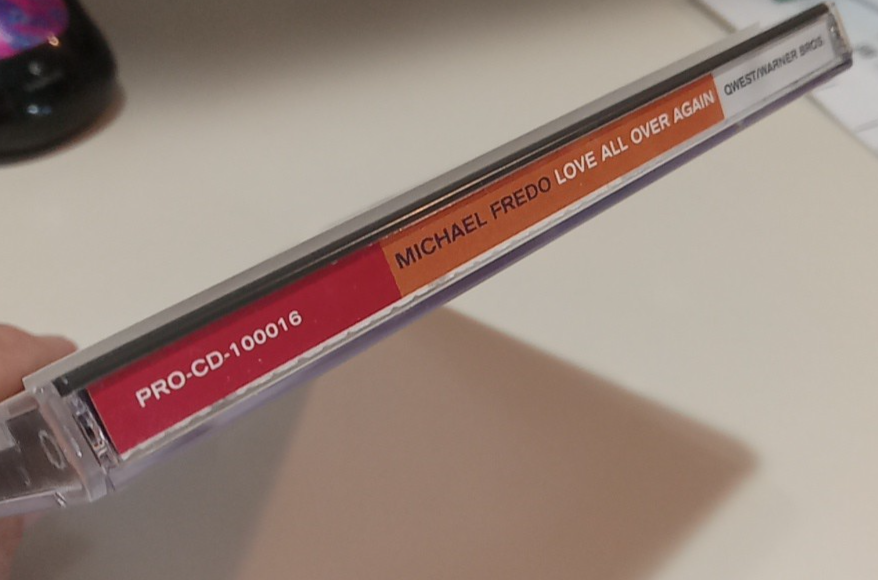 PRO-CD-100016 MICHAEL FREDO LOVE ALL OVER AGAIN QWEST/WARNER BROS.